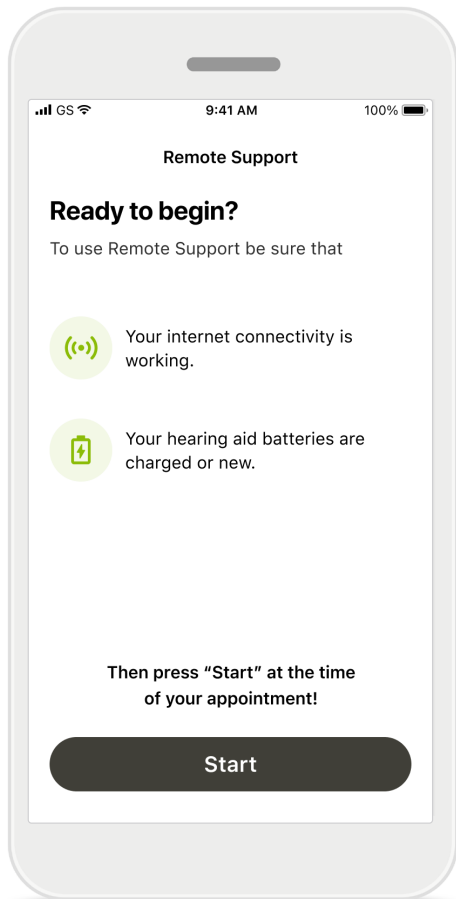 GS 9:41 AM 100%
Remote Support
Ready to begin?
To use Remote Support be sure that
Your internet connectivity is
working.
Your hearing aid batteries are
charged or new.
Then press “Start” at the time
of your appointment!
Start